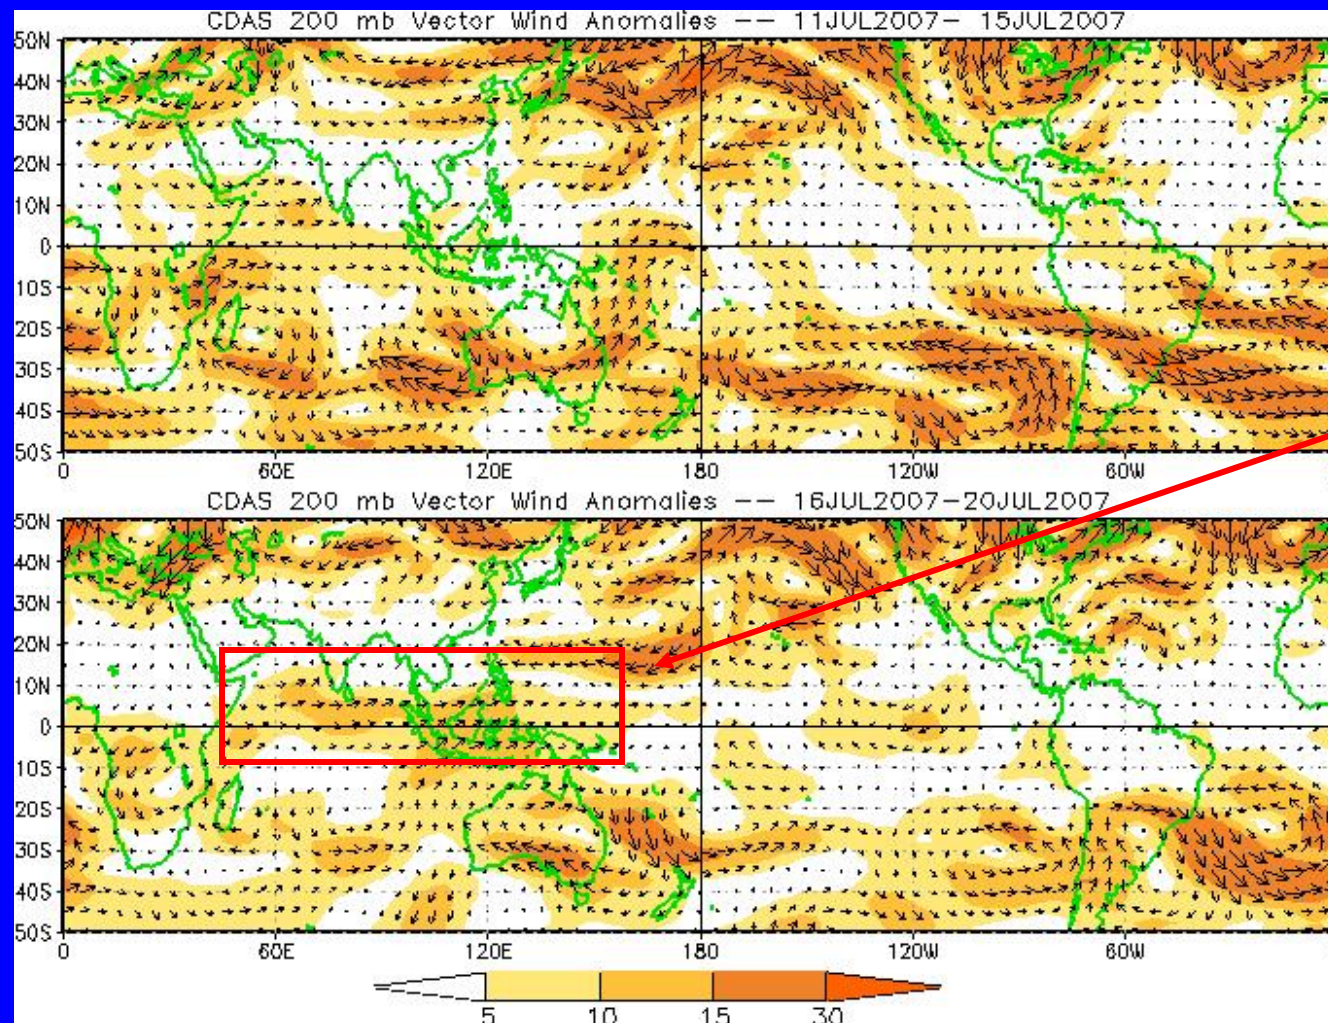 CDAS 200 mb Vector Wind Anomalies -- 11JUL2007- 15JUL2007
50N
40N
30N
20N
10N
0
10S
20S
30S
40S
50S
0 60E 120E 180 120W 60W
CDAS 200 mb Vector Wind Anomalies -- 16JUL2007-20JUL2007
50N
40N
30N
20N
10N
0
10S
20S
30S
40S
50S
0 60E 120E 180 120W 60W
5 10 15 30